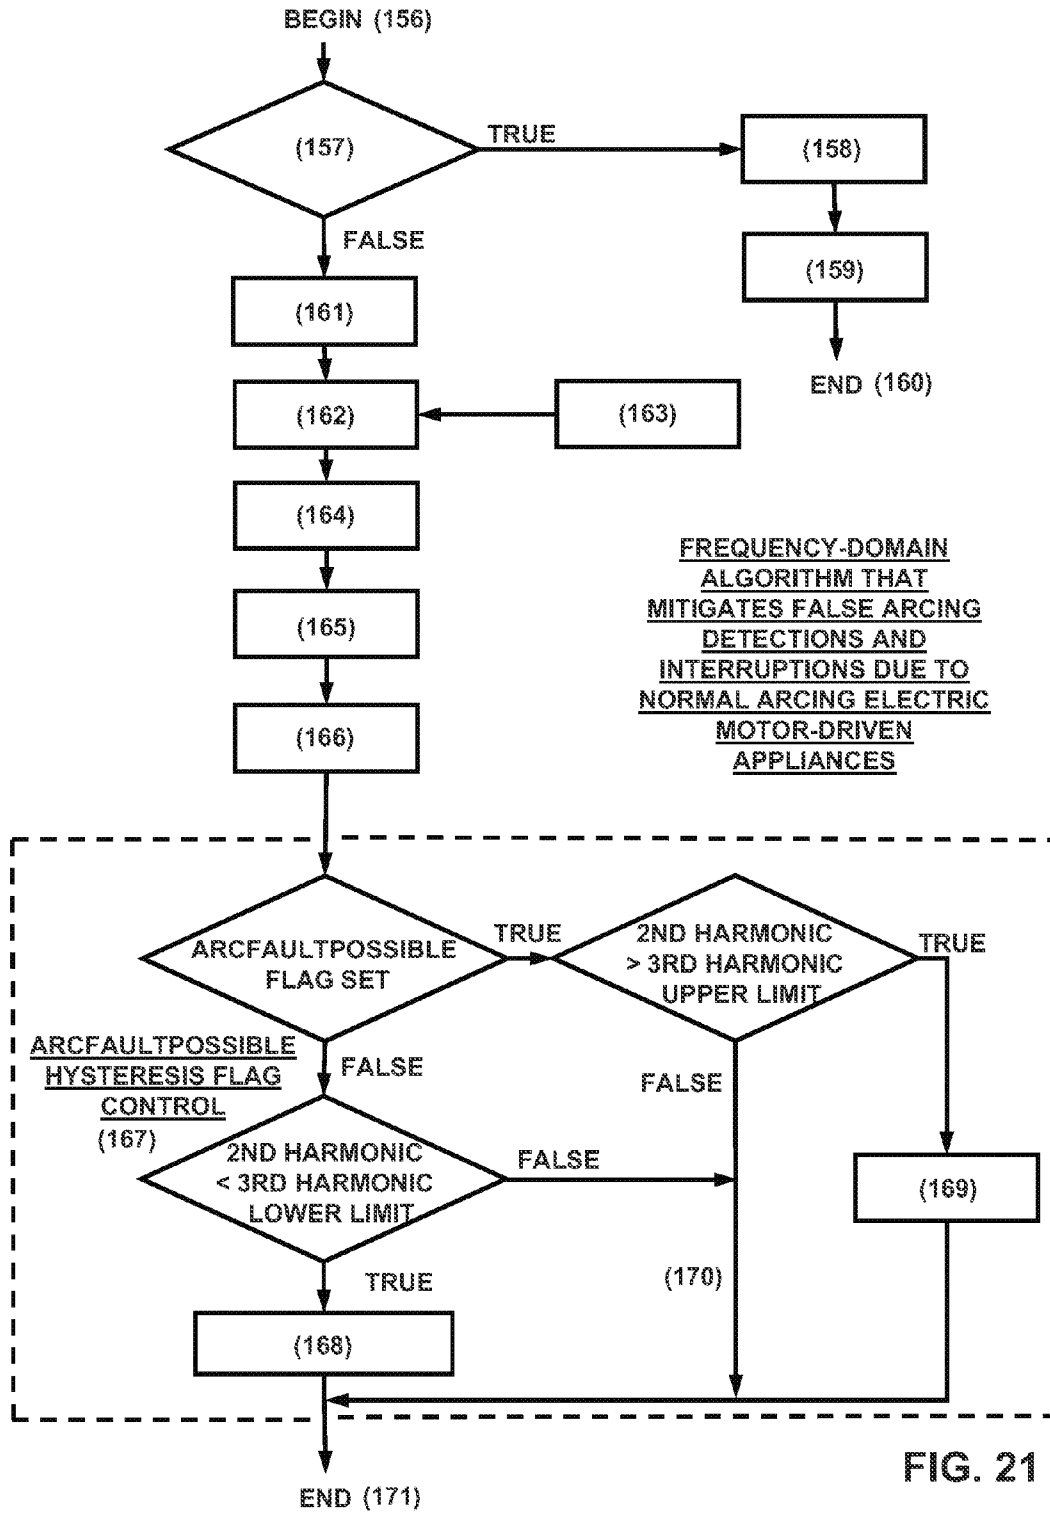 BEGIN (156)
(157)
TRUE
(158)
FALSE
(159)
(161)
END (160)
(162)
(163)
(164)
FREQUENCY-DOMAIN
ALGORITHM THAT
MITIGATES FALSE ARCING
DETECTIONS AND
INTERRUPTIONS DUE TO
NORMAL ARCING ELECTRIC
MOTOR-DRIVEN
APPLIANCES
(165)
(166)
ARCFAULTPOSSIBLE
FLAG SET
TRUE
2ND HARMONIC
> 3RD HARMONIC
UPPER LIMIT
TRUE
ARCFAULTPOSSIBLE
HYSTERESIS FLAG
CONTROL
(167)
FALSE
FALSE
2ND HARMONIC
< 3RD HARMONIC
LOWER LIMIT
FALSE
(169)
TRUE
(170)
(168)
END (171)
FIG. 21